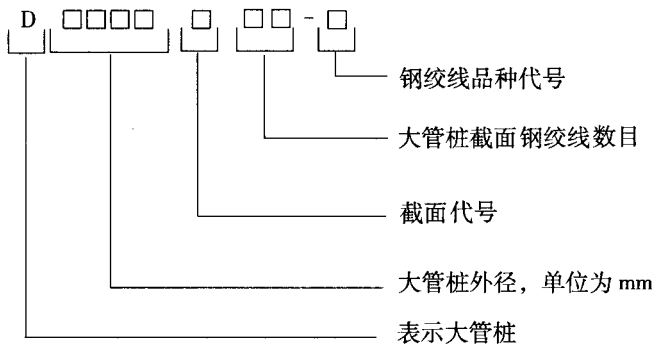 D □□□□ □ □□-□
钢绞线品种代号
大管桩截面钢绞线数目
截面代号
大管桩外径，单位为 mm
表示大管桩